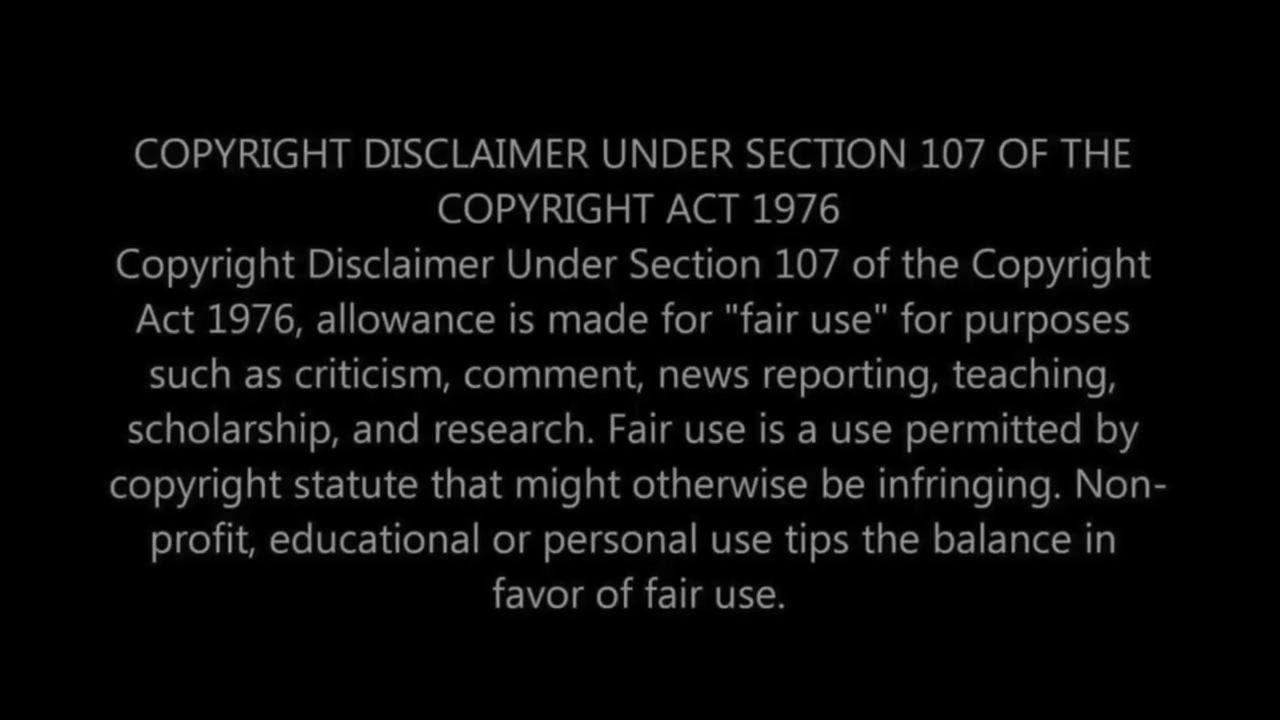 COPYRIGHT DISCLAIMER UNDER SECTION 107 OF THE
COPYRIGHT ACT 1976
Copyright Disclaimer Under Section 107 of the Copyright
Act 1976, allowance is made for "fair use" for purposes
such as criticism, comment, news reporting, teaching,
scholarship, and research. Fair use is a use permitted by
copyright statute that might otherwise be infringing. Non-
profit, educational or personal use tips the balance in
favor of fair use.